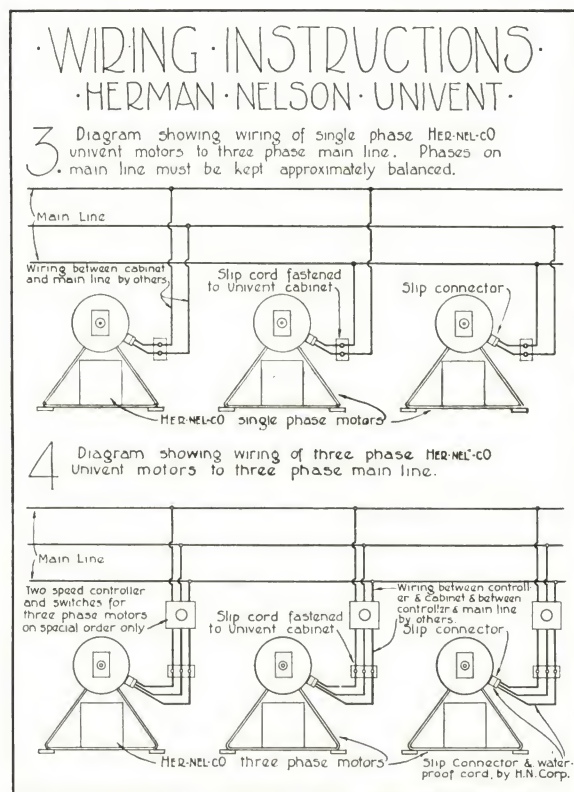 ·WIRING·INSTRUCTIONS·
·HERMAN·NELSON·UNIVENT·
3. Diagram showing wiring of single phase HER·NEL·CO
univent motors to three phase main line. Phases on
main line must be kept approximately balanced.
Main Line
Wiring between cabinet
and main line by others
Slip cord fastened
to Univent cabinet
Slip connector
HER·NEL·CO single phase motors
4 Diagram showing wiring of three phase HER·NEL·CO
Univent motors to three phase main line.
Main Line
Two speed controller
and switches for
three phase motors
on special order only
Slip cord fastened
to Univent cabinet
Wiring between controll-
er & cabinet & between
controller & main line
by others.
Slip connector
HER·NEL·CO three phase motors
Slip Connector & water-
proof cord, by H.N. Corp.